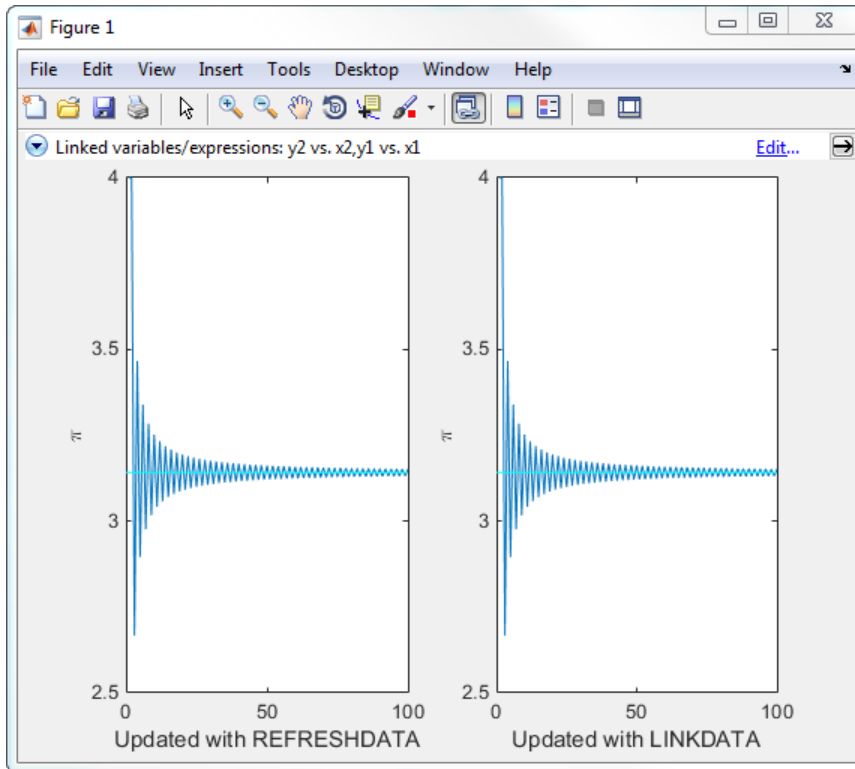 Figure 1
File Edit View Insert Tools Desktop Window Help
Linked variables/expressions: y2 vs. x2,y1 vs. x1 Edit...
4 4
3.5 3.5
π π
3 3
2.5 2.5
0 50 100 0 50 100
Updated with REFRESHDATA Updated with LINKDATA